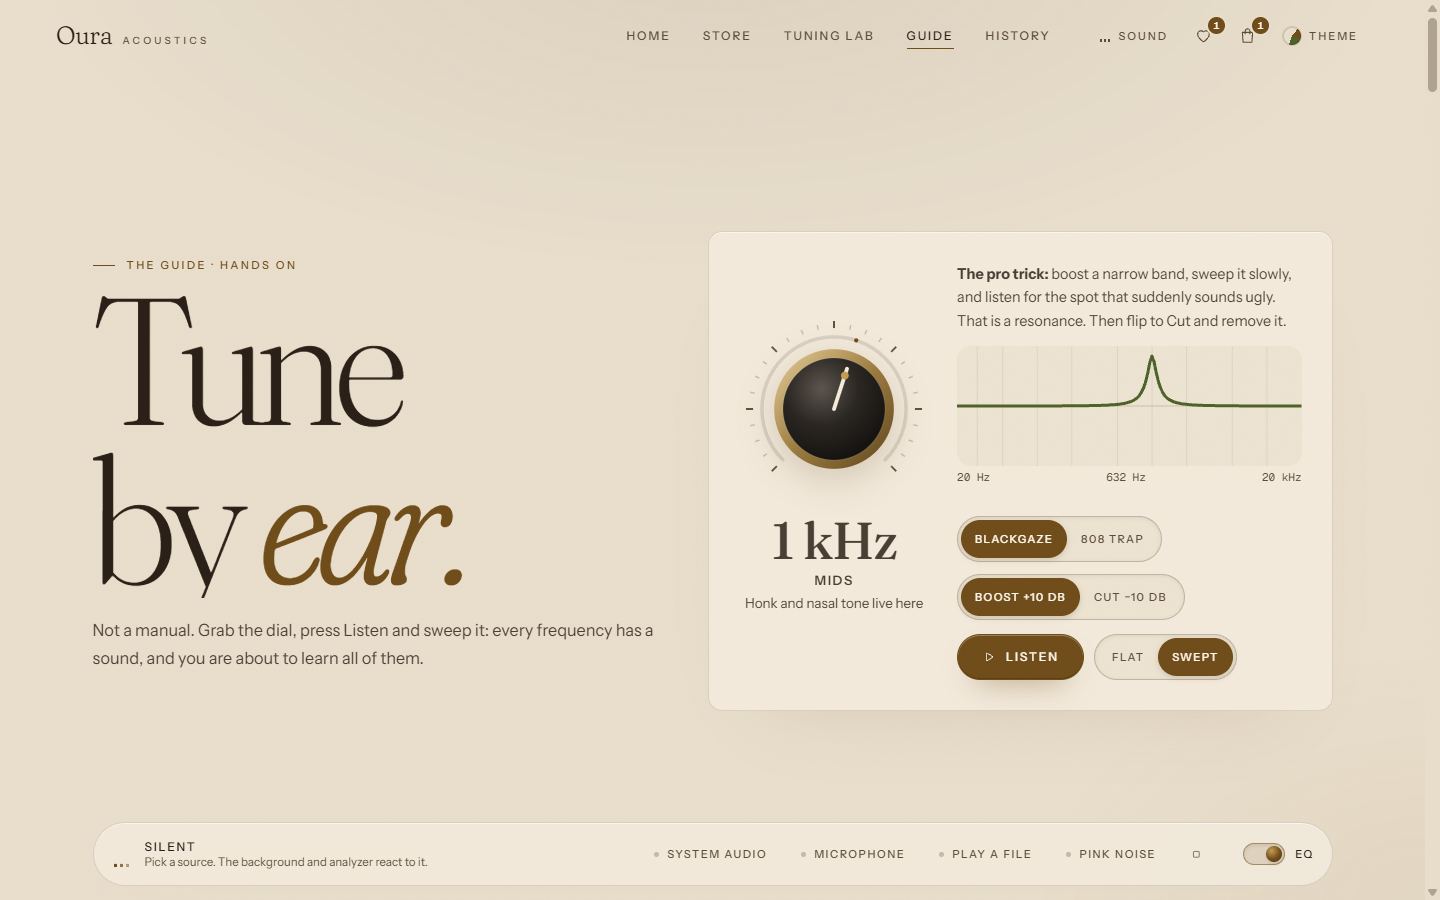 Oura ACOUSTICS
HOME STORE TUNING LAB GUIDE HISTORY SOUND 1 1 THEME
THE GUIDE · HANDS ON
Tune
by ear.
Not a manual. Grab the dial, press Listen and sweep it: every frequency has a
sound, and you are about to learn all of them.
1 kHz
MIDS
Honk and nasal tone live here
The pro trick: boost a narrow band, sweep it slowly,
and listen for the spot that suddenly sounds ugly.
That is a resonance. Then flip to Cut and remove it.
20 Hz 632 Hz 20 kHz
BLACKGAZE 808 TRAP
BOOST +10 DB CUT −10 DB
LISTEN FLAT SWEPT
SILENT
Pick a source. The background and analyzer react to it.
SYSTEM AUDIO MICROPHONE PLAY A FILE PINK NOISE EQ